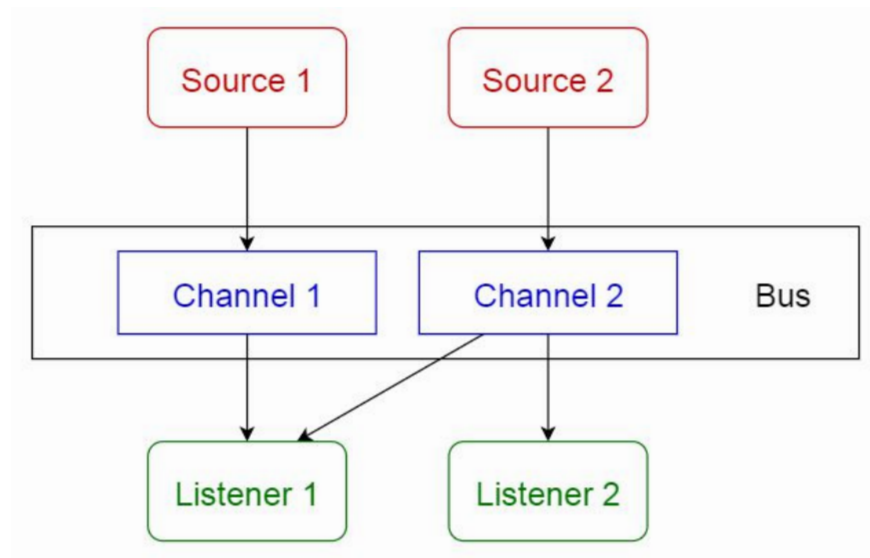 Source 1
Source 2
Channel 1
Channel 2
Bus
Listener 1
Listener 2